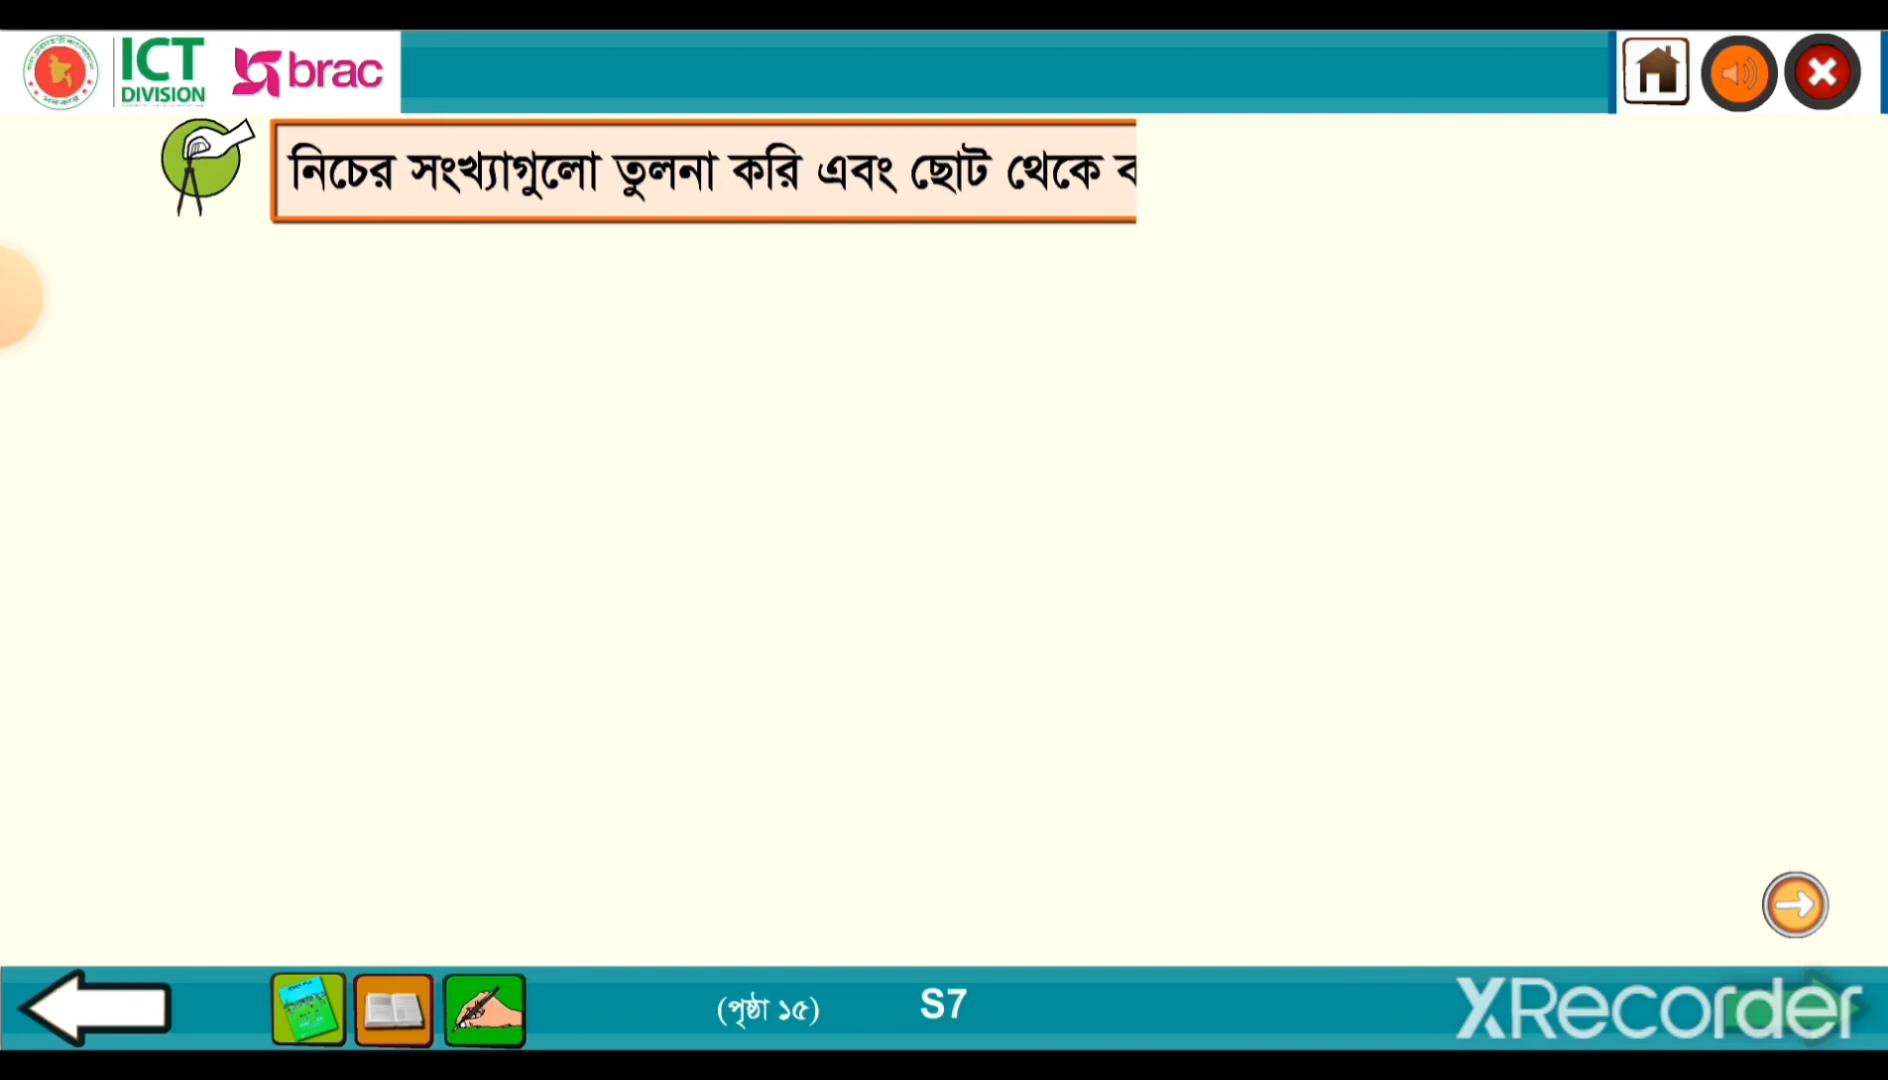 ICT
DIVISION
brac
নিচের সংখ্যাগুলো তুলনা করি এবং ছোট থেকে
(পৃষ্ঠা ১৫)
S7
XRecorder